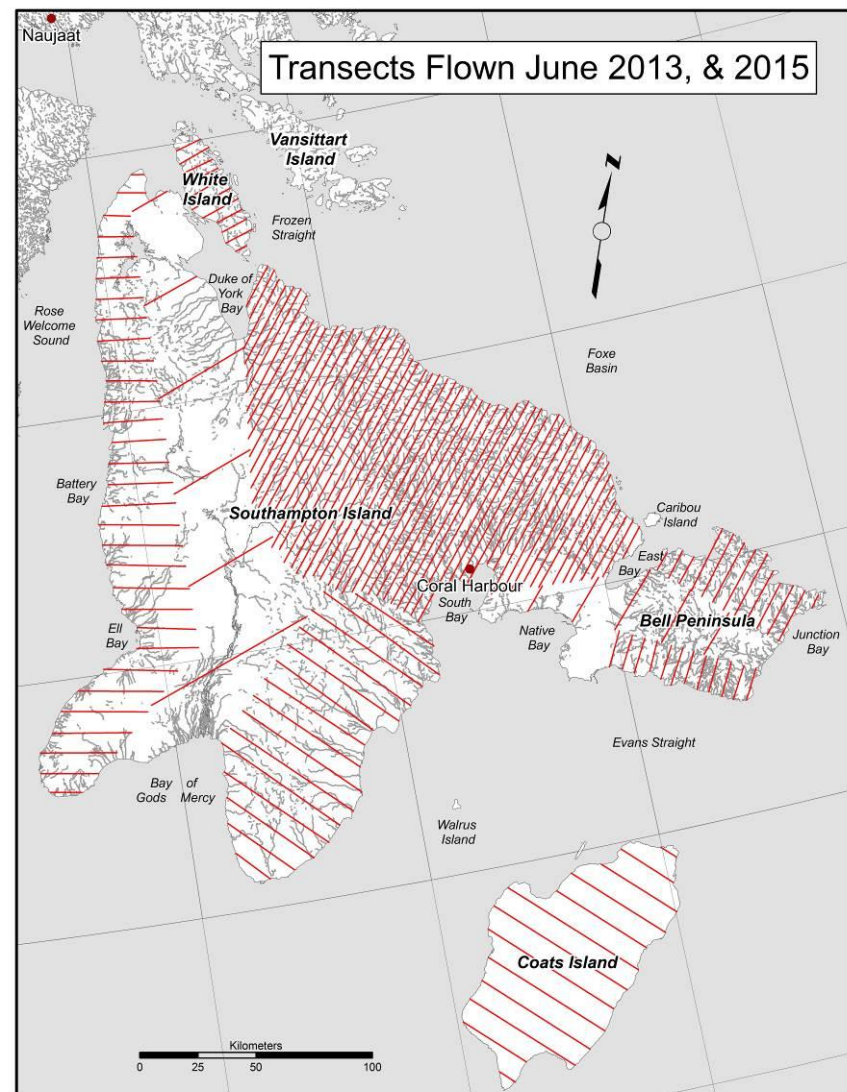 Naujaat
Transects Flown June 2013, & 2015
Vansittart
Island
White
Island
N
Frozen
Straight
Duke of
York
Bay
Rose
Welcome
Sound
Foxe
Basin
Battery
Bay
Southampton Island
Caribou
Island
East
Bay
Coral Harbour
South
Bay
Ell
Bay
Native
Bay
Bell Peninsula
Junction
Bay
Evans Straight
Bay of
Gods Mercy
Walrus
Island
Coats Island
Kilometers
0 25 50 100